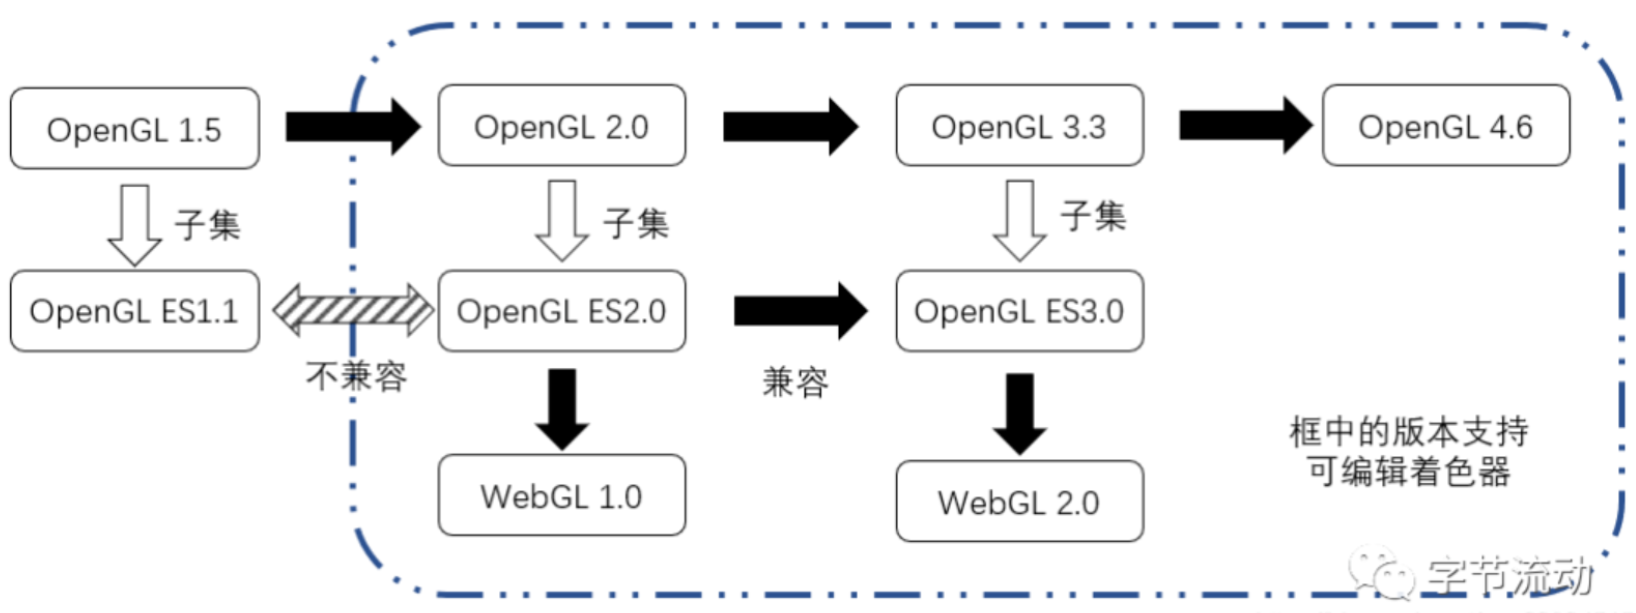 OpenGL 1.5
OpenGL 2.0
OpenGL 3.3
OpenGL 4.6
子集
子集
子集
OpenGL ES1.1
OpenGL ES2.0
OpenGL ES3.0
不兼容
兼容
WebGL 1.0
WebGL 2.0
框中的版本支持
可编辑着色器
字节流动